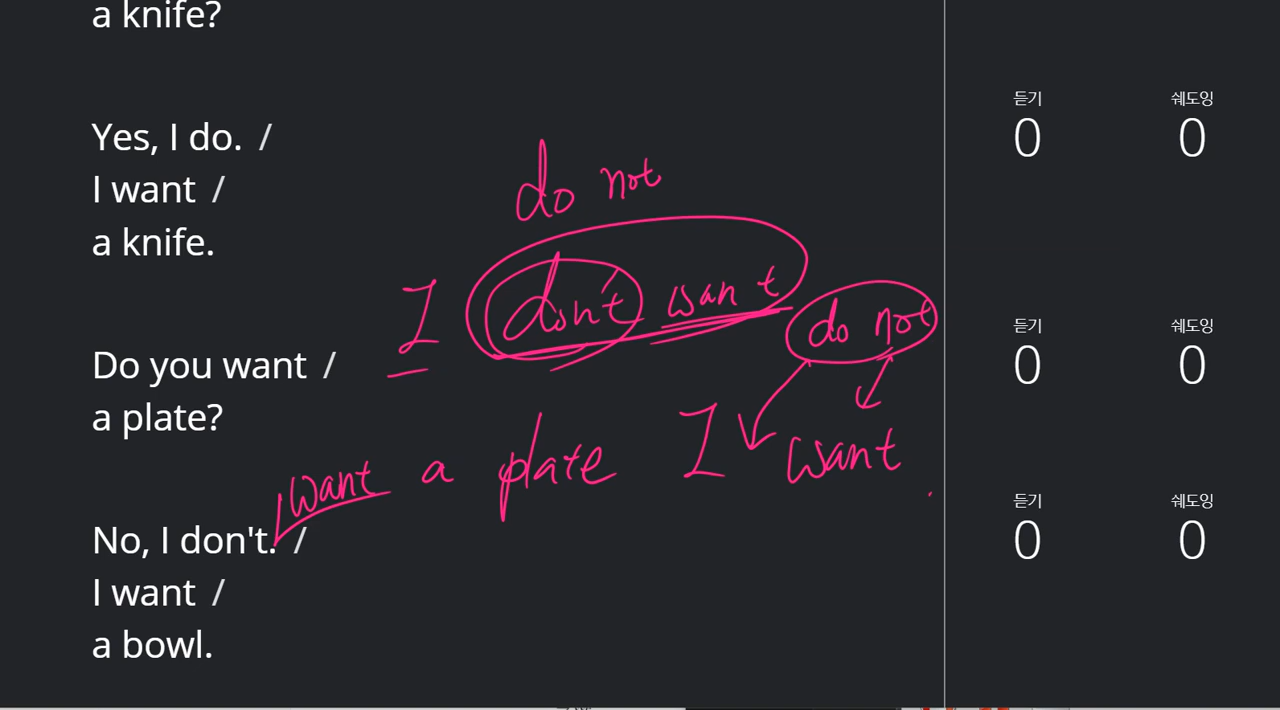 a knife?
듣기 쉐도잉
Yes, I do. / 0 0
I want /
a knife.
do not
I don't want do not
듣기 쉐도잉
Do you want / 0 0
a plate?
want a plate I want
듣기 쉐도잉
No, I don't. / 0 0
I want /
a bowl.